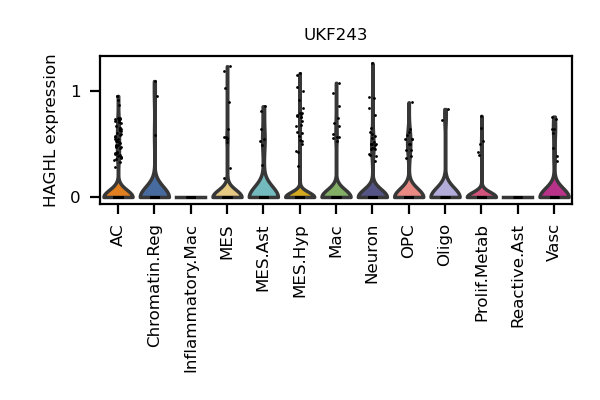 UKF243
HAGHL expression
1
0
AC
Chromatin.Reg
Inflammatory.Mac
MES
MES.Ast
MES.Hyp
Mac
Neuron
OPC
Oligo
Prolif.Metab
Reactive.Ast
Vasc